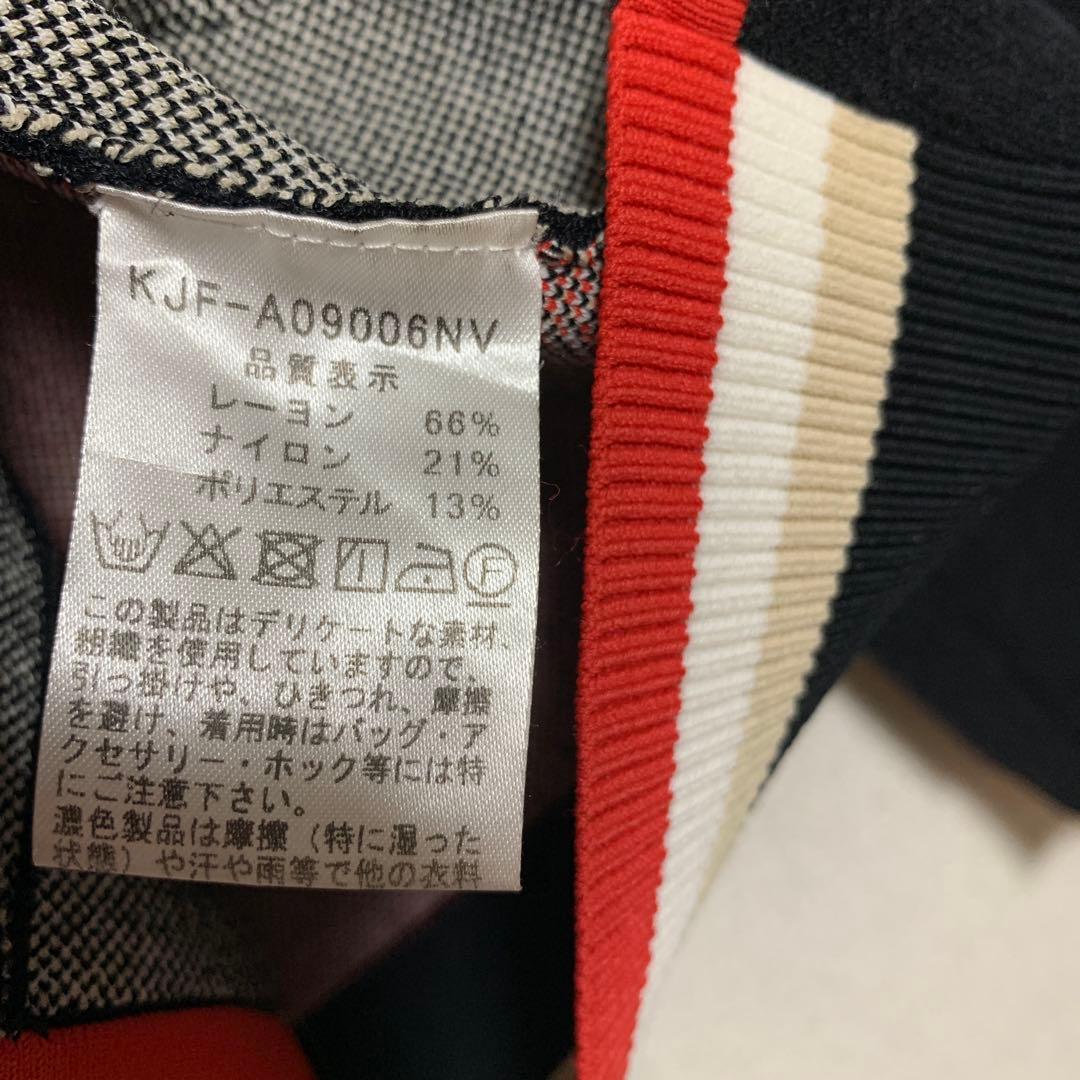 KJF-A09006NV
品質表示
レーヨン 66%
ナイロン 21%
ポリエステル 13%
F
この製品はデリケートな素材、
組織を使用していますので、
引っ掛けや、ひきつれ、摩擦
を避け、着用時はバッグ・ア
クセサリー・ホック等には特
にご注意下さい。
濃色製品は摩擦(特に湿った
状態)や汗や雨等で他の衣料